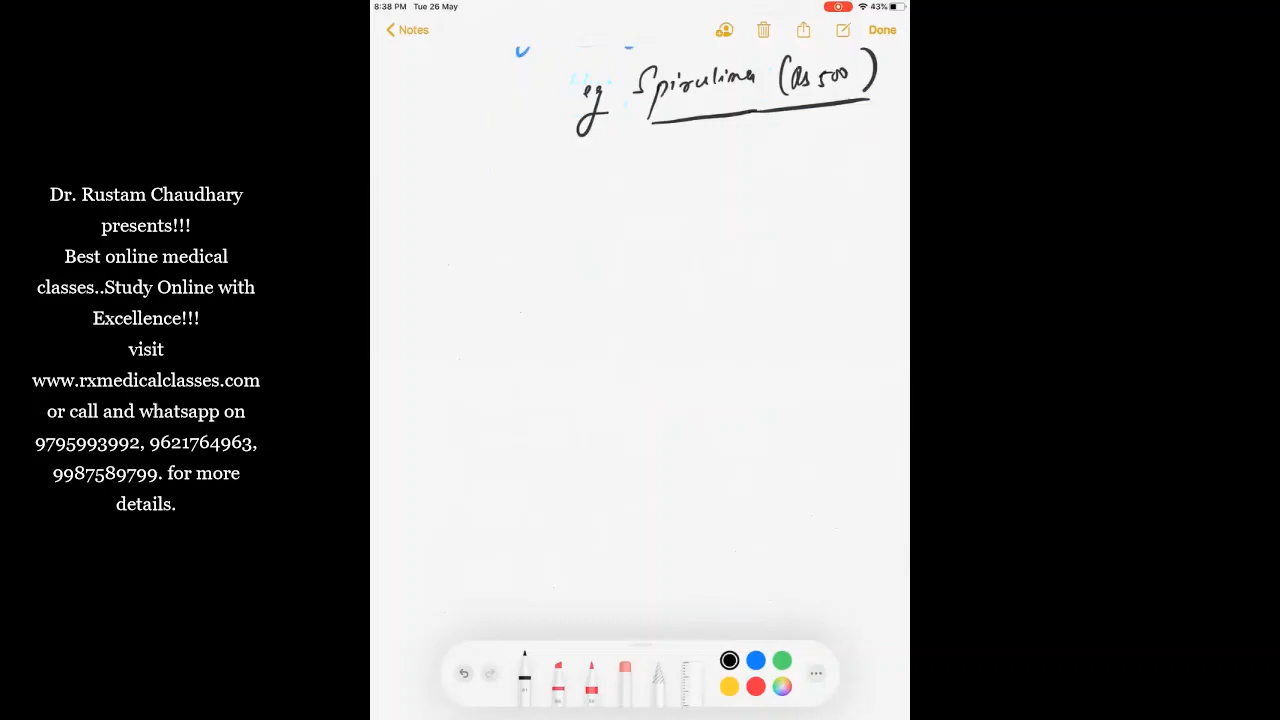 8:38 PM Tue 26 May
43%
Notes
Done
eg Spirulina (Rs 500)
Dr. Rustam Chaudhary
presents!!!
Best online medical
classes..Study Online with
Excellence!!!
visit
www.rxmedicalclasses.com
or call and whatsapp on
9795993992, 9621764963,
9987589799. for more
details.